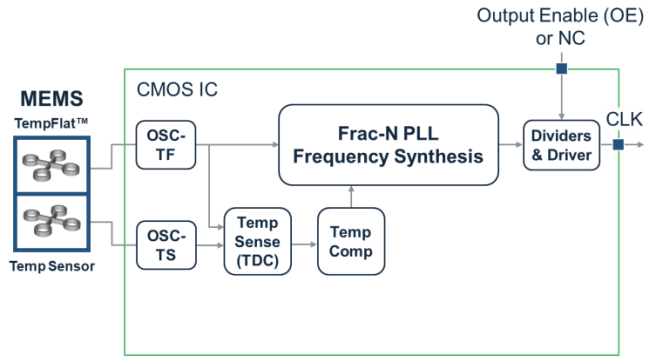 Output Enable (OE)
or NC
CMOS IC
MEMS
TempFlat™
CLK
OSC-
TF
Frac-N PLL
Frequency Synthesis
Dividers
& Driver
OSC-
TS
Temp
Sense
(TDC)
Temp
Comp
Temp Sensor